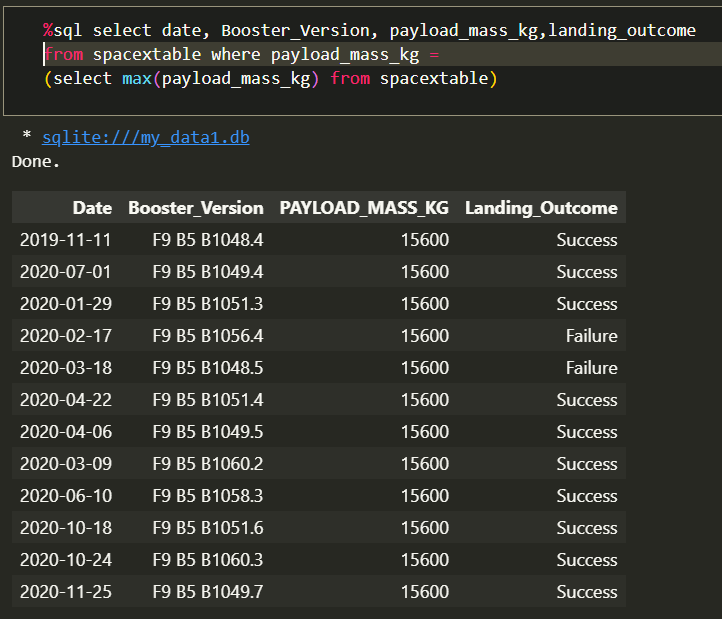 %sql select date, Booster_Version, payload_mass_kg,landing_outcome
from spacextable where payload_mass_kg =
(select max(payload_mass_kg) from spacextable)
* sqlite:///my_data1.db
Done.
Date Booster_Version PAYLOAD_MASS_KG Landing_Outcome
2019-11-11 F9 B5 B1048.4 15600 Success
2020-07-01 F9 B5 B1049.4 15600 Success
2020-01-29 F9 B5 B1051.3 15600 Success
2020-02-17 F9 B5 B1056.4 15600 Failure
2020-03-18 F9 B5 B1048.5 15600 Failure
2020-04-22 F9 B5 B1051.4 15600 Success
2020-04-06 F9 B5 B1049.5 15600 Success
2020-03-09 F9 B5 B1060.2 15600 Success
2020-06-10 F9 B5 B1058.3 15600 Success
2020-10-18 F9 B5 B1051.6 15600 Success
2020-10-24 F9 B5 B1060.3 15600 Success
2020-11-25 F9 B5 B1049.7 15600 Success